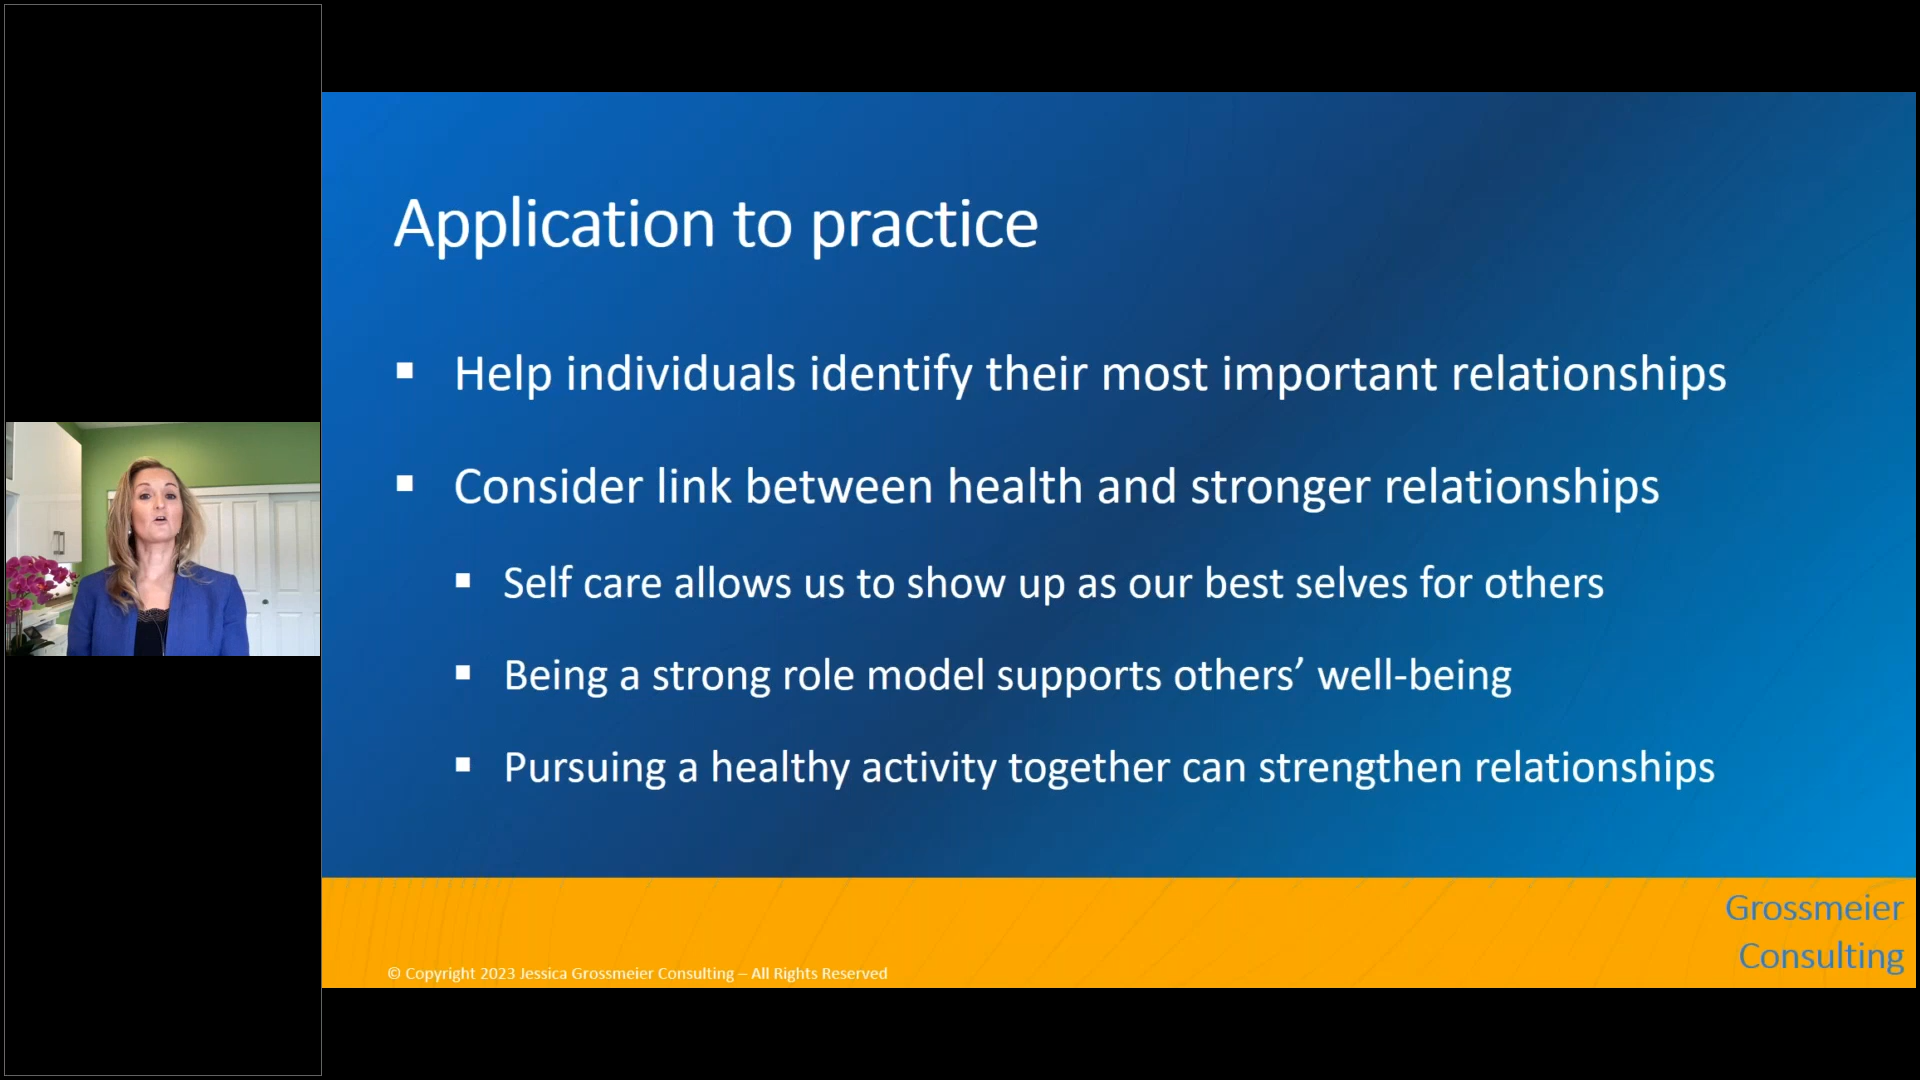 Application to practice
▪ Help individuals identify their most important relationships
▪ Consider link between health and stronger relationships
▪ Self care allows us to show up as our best selves for others
▪ Being a strong role model supports others’ well-being
▪ Pursuing a healthy activity together can strengthen relationships
© Copyright 2023 Jessica Grossmeier Consulting – All Rights Reserved
Grossmeier
Consulting